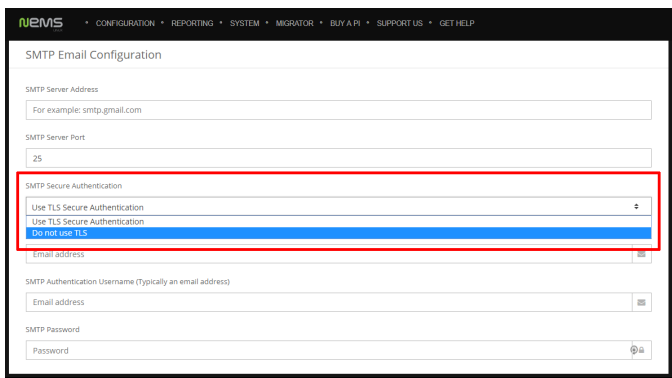 NEMS
• CONFIGURATION • REPORTING • SYSTEM • MIGRATOR • BUY A PI • SUPPORT US • GET HELP
SMTP Email Configuration
SMTP Server Address
For example: smtp.gmail.com
SMTP Server Port
25
SMTP Secure Authentication
Use TLS Secure Authentication
Use TLS Secure Authentication
Do not use TLS
Email address
SMTP Authentication Username (Typically an email address)
Email address
SMTP Password
Password